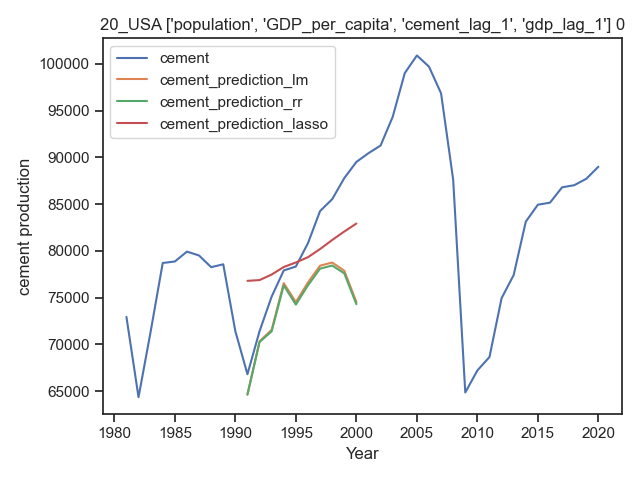 20_USA ['population', 'GDP_per_capita', 'cement_lag_1', 'gdp_lag_1'] 0
cement
cement_prediction_lm
cement_prediction_rr
cement_prediction_lasso
100000
95000
90000
85000
80000
75000
70000
65000
cement production
1980 1985 1990 1995 2000 2005 2010 2015 2020
Year